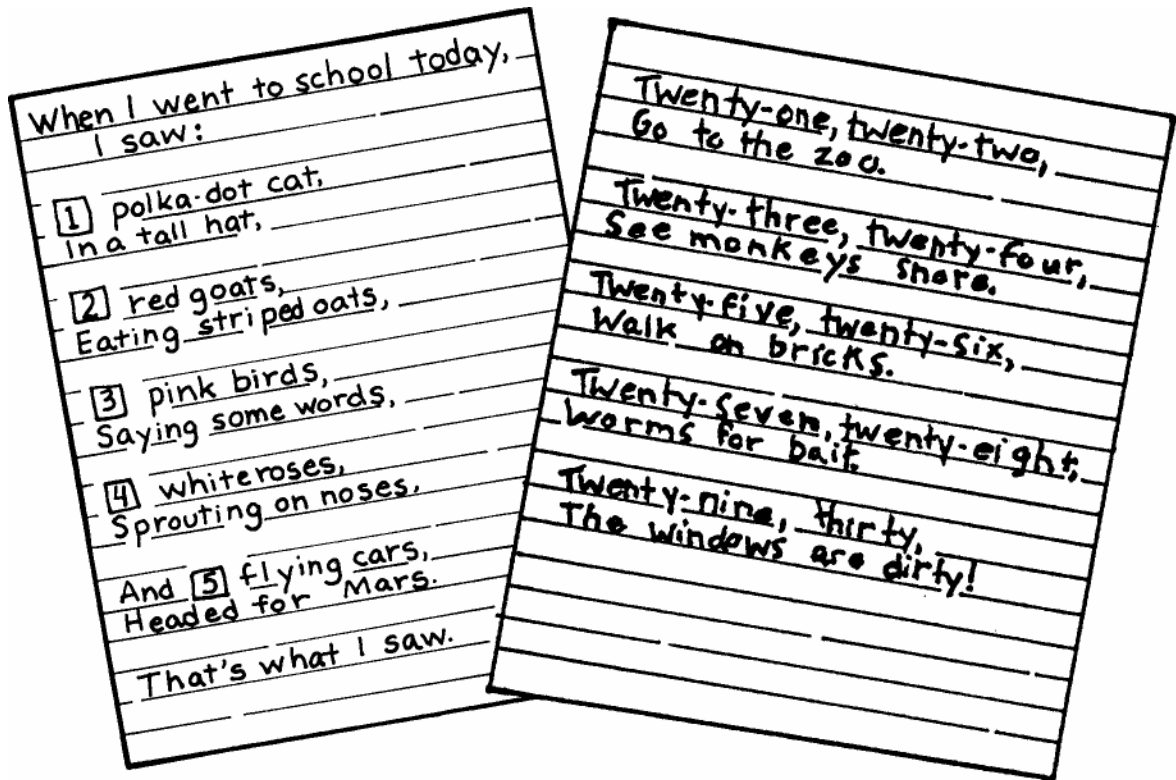 When I went to school today,
I saw:
1 polka-dot cat,
In a tall hat,
2 red goats,
Eating striped oats,
3 pink birds,
Saying some words,
4 white roses,
Sprouting on noses,
And 5 flying cars,
Headed for Mars.
That's what I saw.
Twenty-one, twenty-two,
Go to the zoo.
Twenty-three, twenty-four,
See monkeys snore.
Twenty-five, twenty-six,
Walk on bricks.
Twenty-seven, twenty-eight,
Worms for bait.
Twenty-nine, thirty,
The windows are dirty!